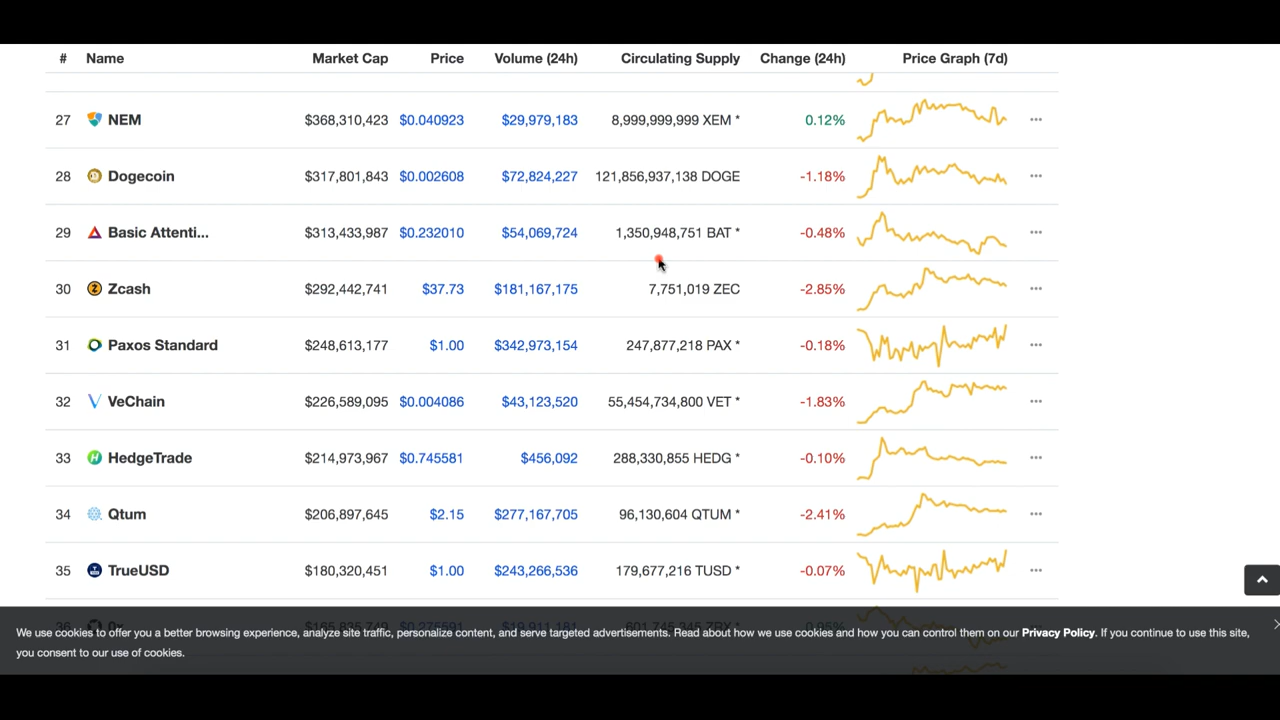 # Name Market Cap Price Volume (24h) Circulating Supply Change (24h) Price Graph (7d)
27 NEM $368,310,423 $0.040923 $29,979,183 8,999,999,999 XEM * 0.12%
28 Dogecoin $317,801,843 $0.002608 $72,824,227 121,856,937,138 DOGE -1.18%
29 Basic Attenti... $313,433,987 $0.232010 $54,069,724 1,350,948,751 BAT * -0.48%
30 Zcash $292,442,741 $37.73 $181,167,175 7,751,019 ZEC -2.85%
31 Paxos Standard $248,613,177 $1.00 $342,973,154 247,877,218 PAX * -0.18%
32 VeChain $226,589,095 $0.004086 $43,123,520 55,454,734,800 VET * -1.83%
33 HedgeTrade $214,973,967 $0.745581 $456,092 288,330,855 HEDG * -0.10%
34 Qtum $206,897,645 $2.15 $277,167,705 96,130,604 QTUM * -2.41%
35 TrueUSD $180,320,451 $1.00 $243,266,536 179,677,216 TUSD * -0.07%
36 0x
We use cookies to offer you a better browsing experience, analyze site traffic, personalize content, and serve targeted advertisements. Read about how we use cookies and how you can control them on our Privacy Policy. If you continue to use this site,
you consent to our use of cookies.